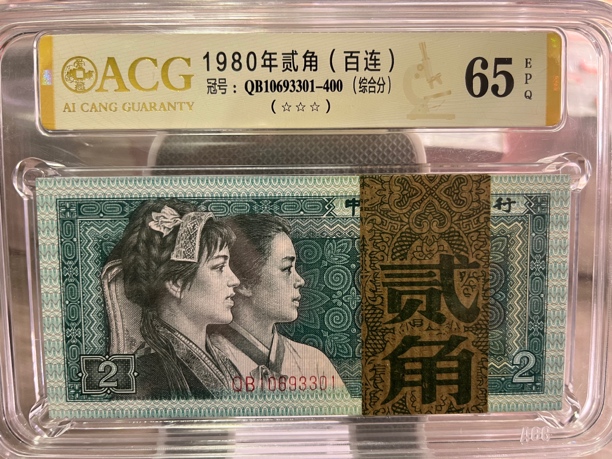 ACG
AI CANG GUARANTY
1980年贰角（百连）
冠号：QB10693301-400（综合分）
（☆☆☆）
65
EPQ
中
行
贰角
QB10693301
2
2